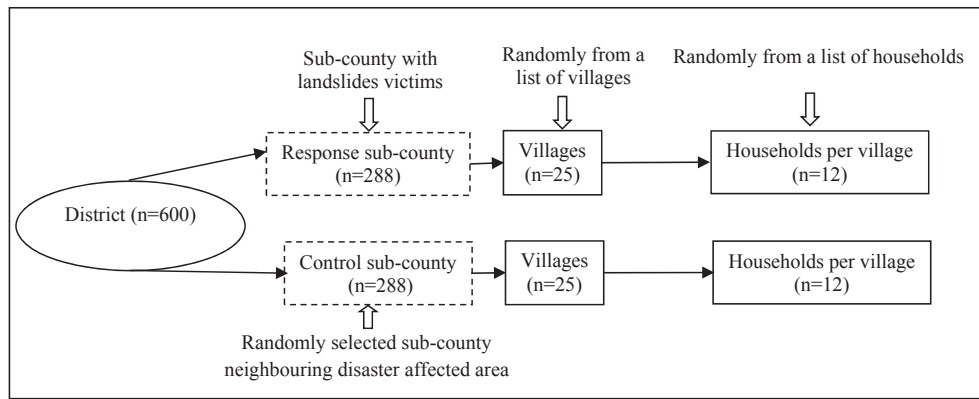 Sub-county with
landslides victims
Randomly from a
list of villages
Randomly from a list of households
Response sub-county
(n=288)
Villages
(n=25)
Households per village
(n=12)
District (n=600)
Control sub-county
(n=288)
Villages
(n=25)
Households per village
(n=12)
Randomly selected sub-county
neighbouring disaster affected area